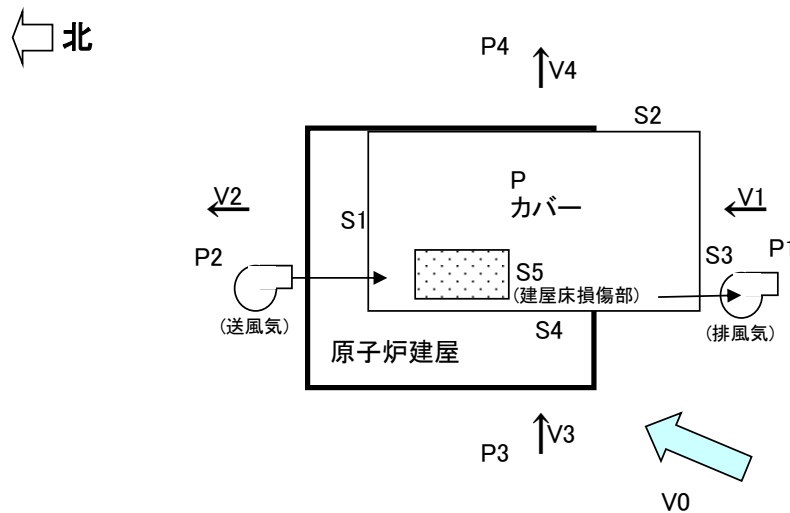 北
P4
V4
S2
P
カバー
V2
V1
S1
P2
S3
P1
S5
(建屋床損傷部)
(送風気)
(排風気)
S4
原子炉建屋
P3
V3
V0